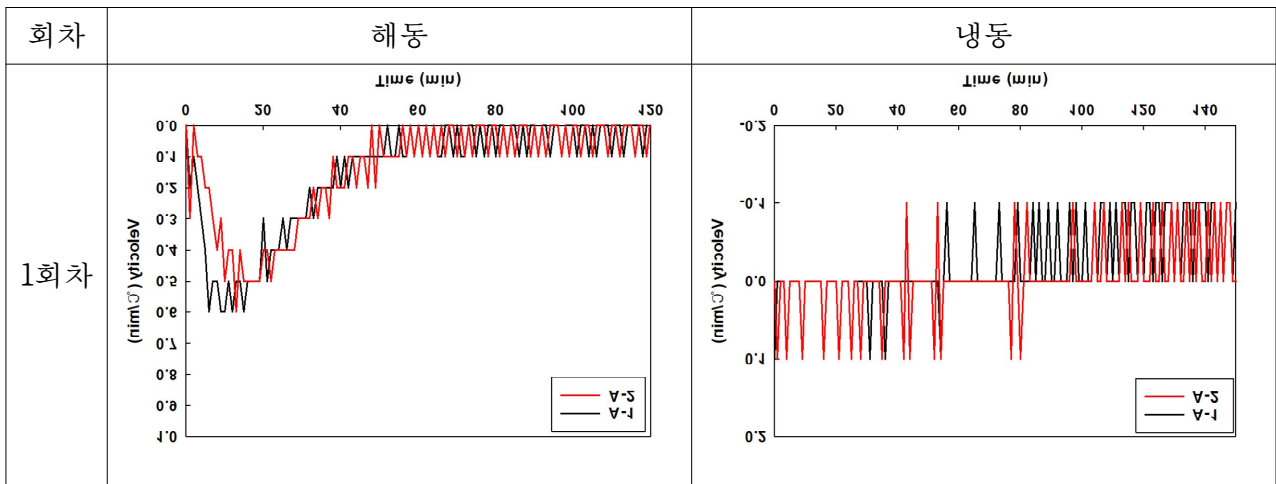 회차 해동 냉동
1회차
Time (min)
0 20 40 60 80 100 120
0.0
0.1
0.2
0.3
0.4
0.5
0.6
0.7
0.8
0.9
1.0
Velocity (℃/min)
A-2
A-1
Time (min)
0 20 40 60 80 100 120 140
-0.2
-0.1
0.0
0.1
0.2
Velocity (℃/min)
A-2
A-1